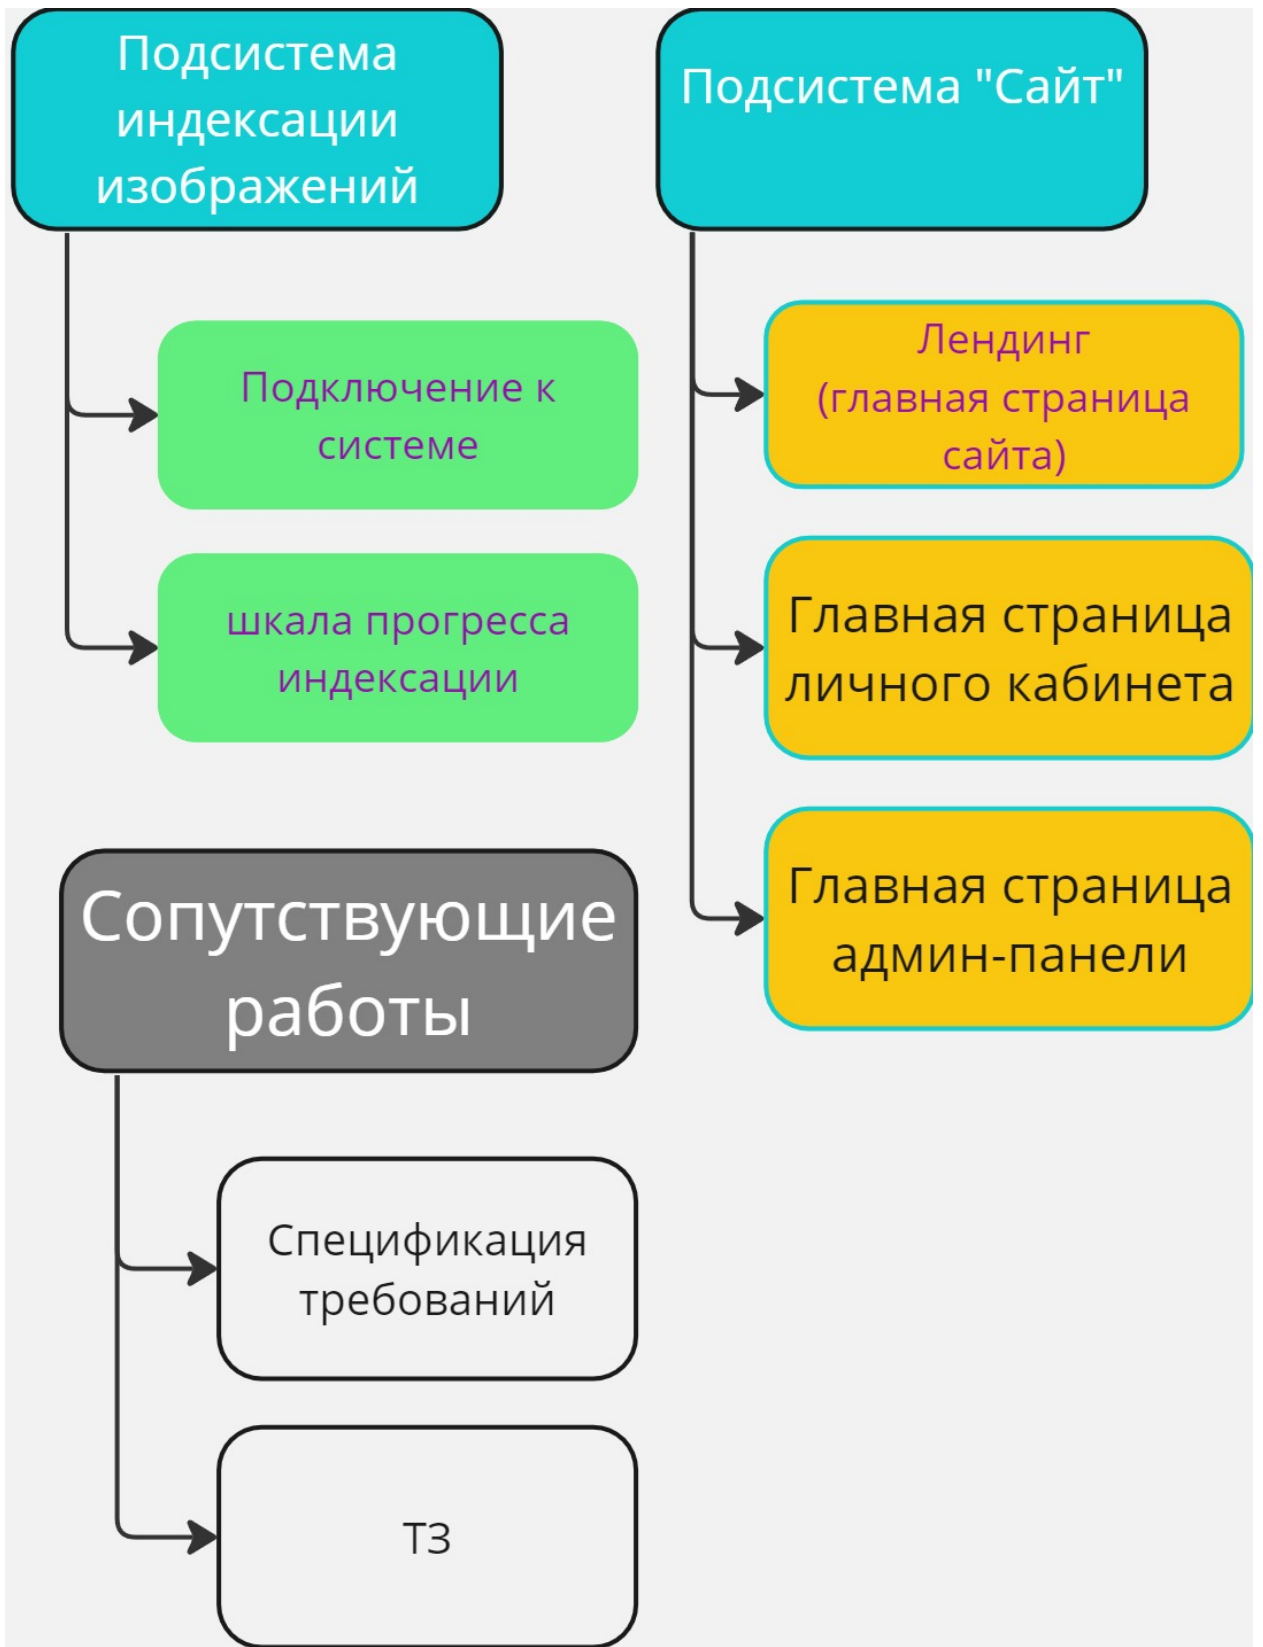 Подсистема
индексации
изображений
Подключение к
системе
шкала прогресса
индексации
Подсистема "Сайт"
Лендинг
(главная страница
сайта)
Главная страница
личного кабинета
Главная страница
админ-панели
Сопутствующие
работы
Спецификация
требований
ТЗ